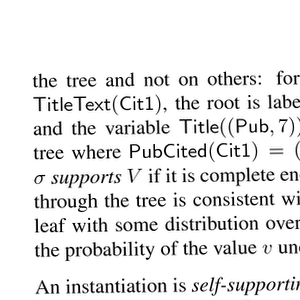 the tree and not on others: for
TitleText(Cit1), the root is labe
and the variable Title((Pub, 7))
tree where PubCited(Cit1) = (
σ supports V if it is complete en
through the tree is consistent wi
leaf with some distribution over
the probability of the value v un
An instantiation is self-supportin